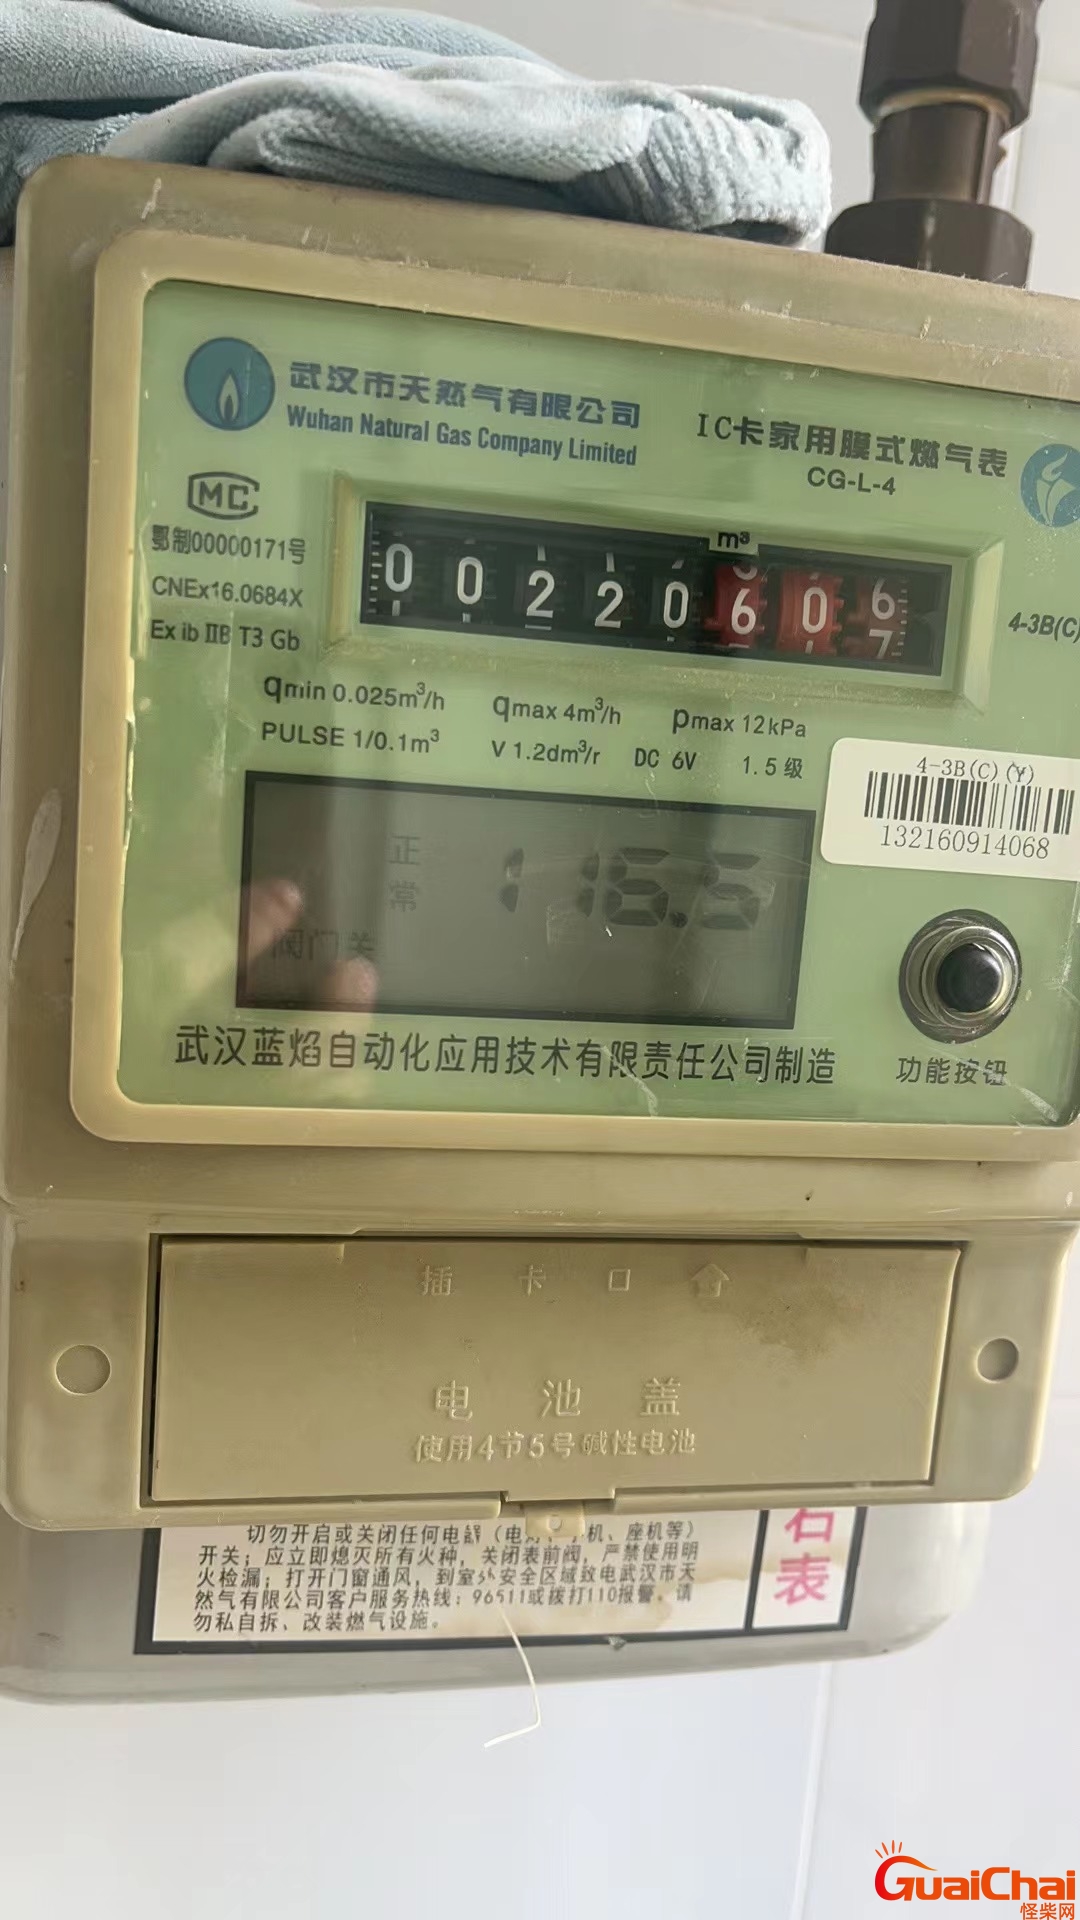 武汉市天然气有限公司
Wuhan Natural Gas Company Limited
IC卡家用膜式燃气表
CG-L-4
MC
鄂制00000171号
CNEx16.0684X
Ex ib IIB T3 Gb
m³
0 0 2 2 0 6 0 6
7
4-3B(C)
qmin 0.025m³/h qmax 4m³/h pmax 12kPa
PULSE 1/0.1m³ V 1.2dm³/r DC 6V 1.5级
4-3B(C)(Y)
132160914068
正常
116.5
阀门关
功能按钮
武汉蓝焰自动化应用技术有限责任公司制造
插卡口
电池盖
使用4节5号碱性电池
切勿开启或关闭任何电器（电灯、手机、座机等）
开关；应立即熄灭所有火种，关闭表前阀，严禁使用明
火检漏；打开门窗通风，到室外安全区域致电武汉市天
然气有限公司客户服务热线：96511或拨打110报警。请
勿私自拆、改装燃气设施。
右表
GuaiChai
怪柴网